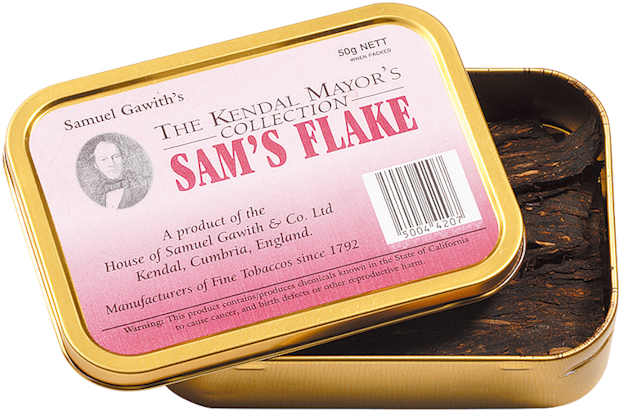 50g NETT
WHEN PACKED
Samuel Gawith's
THE KENDAL MAYOR'S
COLLECTION
SAM'S FLAKE
A product of the
House of Samuel Gawith & Co. Ltd
Kendal, Cumbria, England.
5004 4207
Manufacturers of Fine Tobaccos since 1792
Warning: This product contains/produces chemicals known in the State of California
to cause cancer, and birth defects or other reproductive harm.